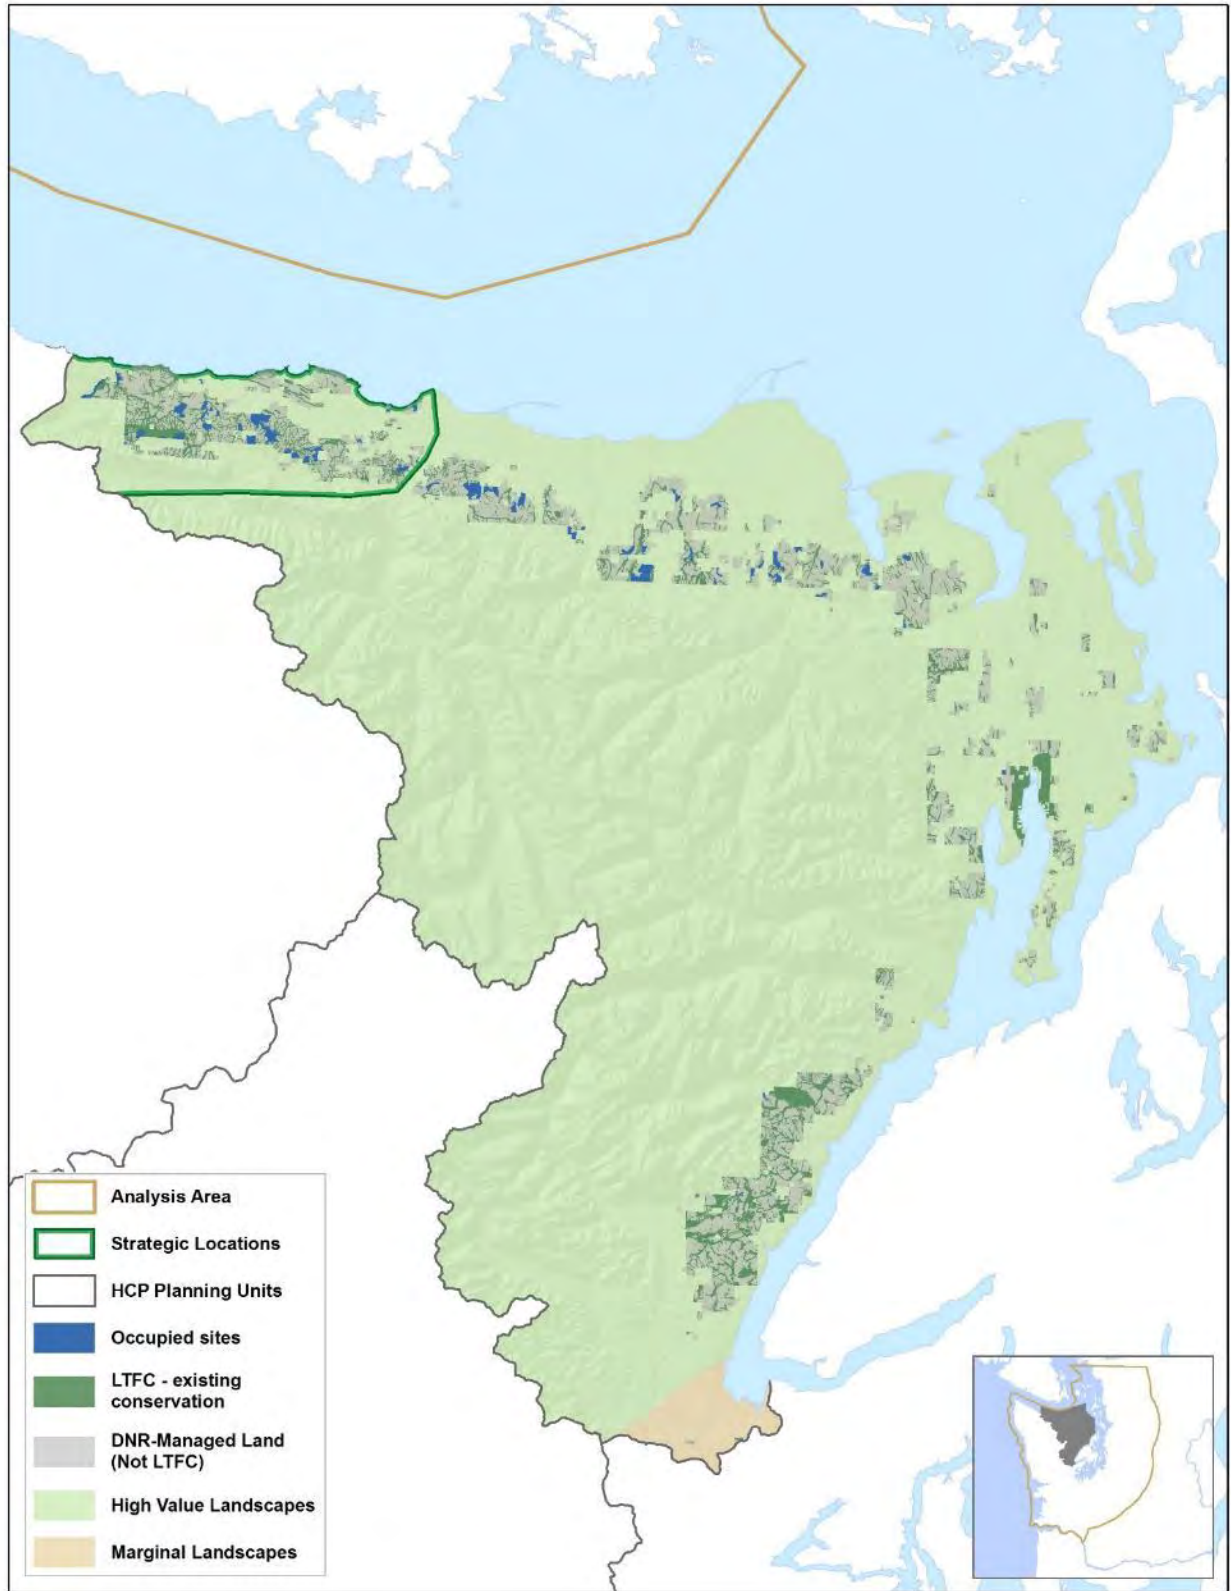 Analysis Area
Strategic Locations
HCP Planning Units
Occupied sites
LTFC - existing
conservation
DNR-Managed Land
(Not LTFC)
High Value Landscapes
Marginal Landscapes